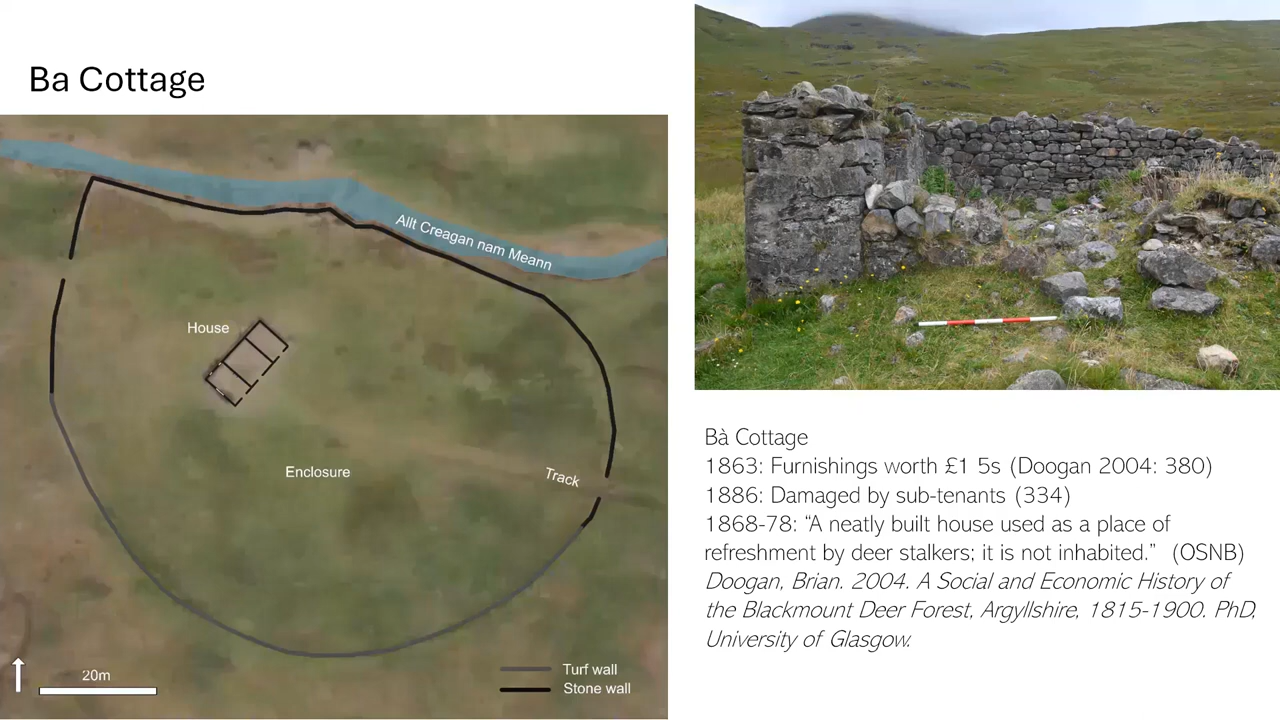 Ba Cottage
Allt Creagan nam Meann
House
Enclosure
Track
20m
Turf wall
Stone wall
Bà Cottage
1863: Furnishings worth £1 5s (Doogan 2004: 380)
1886: Damaged by sub-tenants (334)
1868-78: “A neatly built house used as a place of
refreshment by deer stalkers; it is not inhabited.” (OSNB)
Doogan, Brian. 2004. A Social and Economic History of
the Blackmount Deer Forest, Argyllshire, 1815-1900. PhD,
University of Glasgow.